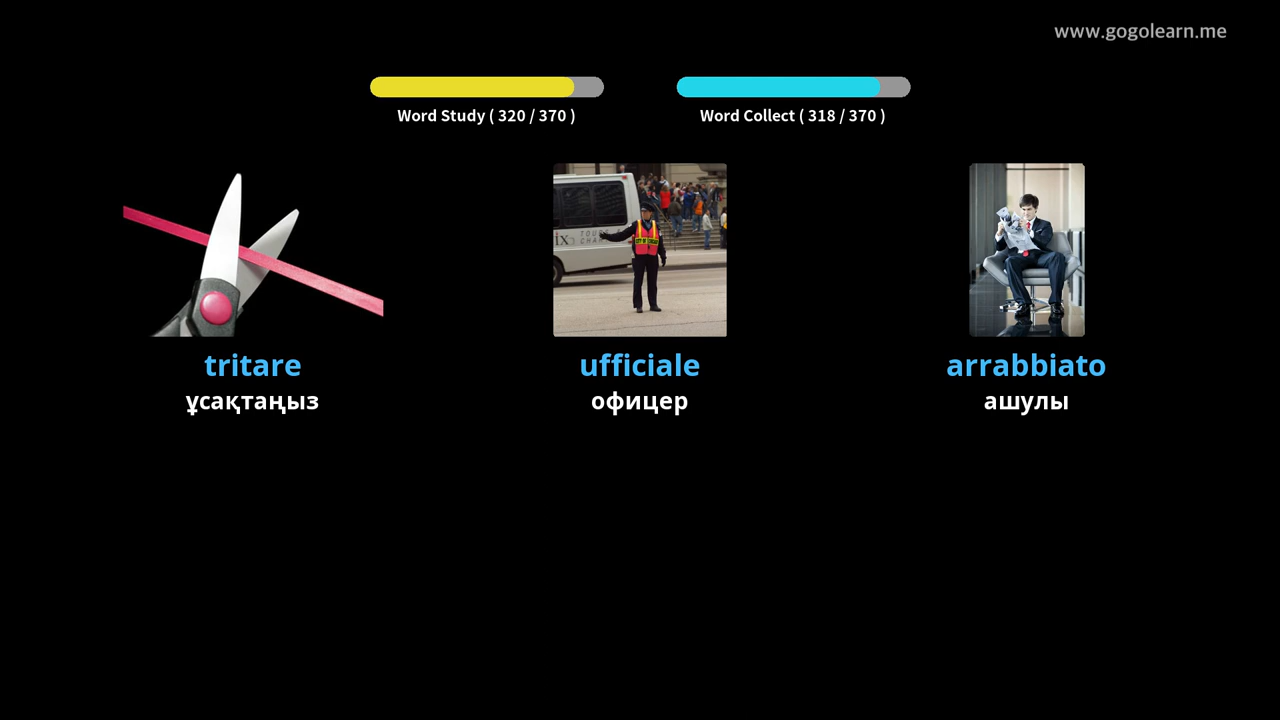 www.gogolearn.me
Word Study ( 320 / 370 )
Word Collect ( 318 / 370 )
tritare
ufficiale
arrabbiato
ұсақтаңыз
офицер
ашулы